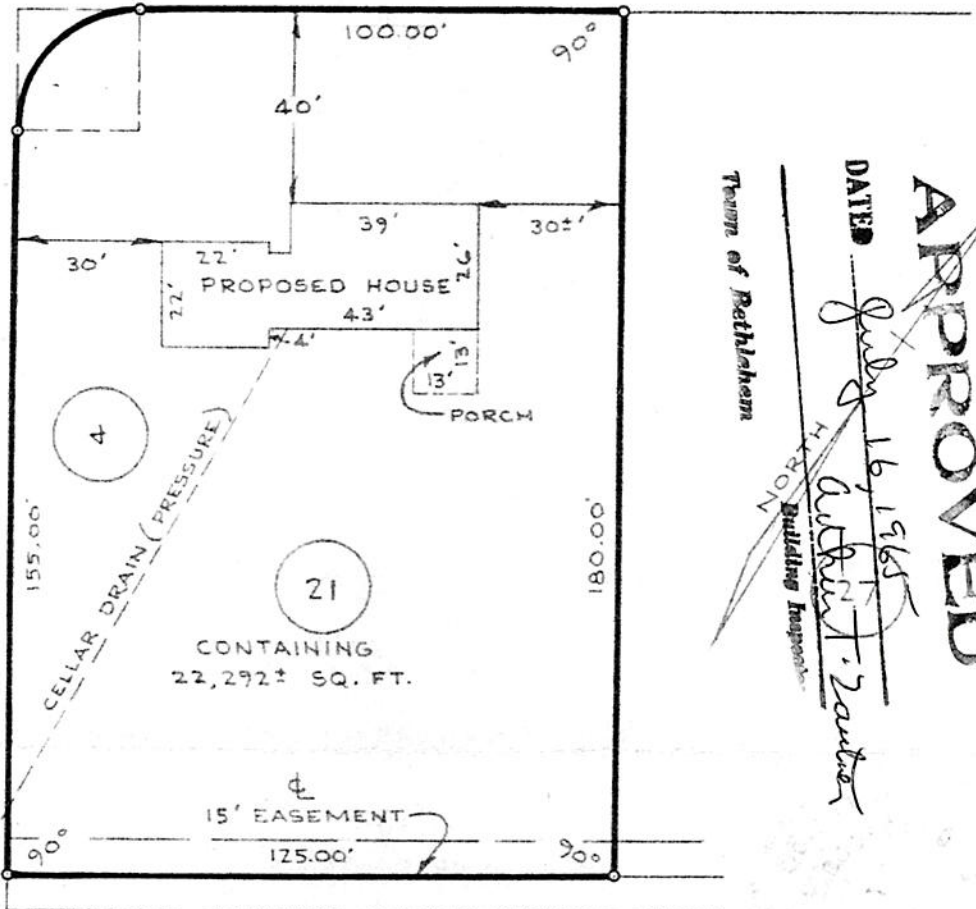 100.00'
90°
40'
39'
30±'
30'
22'
22'
PROPOSED HOUSE
26'
43'
4'
13'
13'
PORCH
4
CELLAR DRAIN (PRESSURE)
155.00'
180.00'
21
CONTAINING
22,292± SQ. FT.
℄
15' EASEMENT
90°
125.00'
90°
APPROVED
DATED July 16, 1965
Town of Bethlehem
Building Inspector
NORTH
27